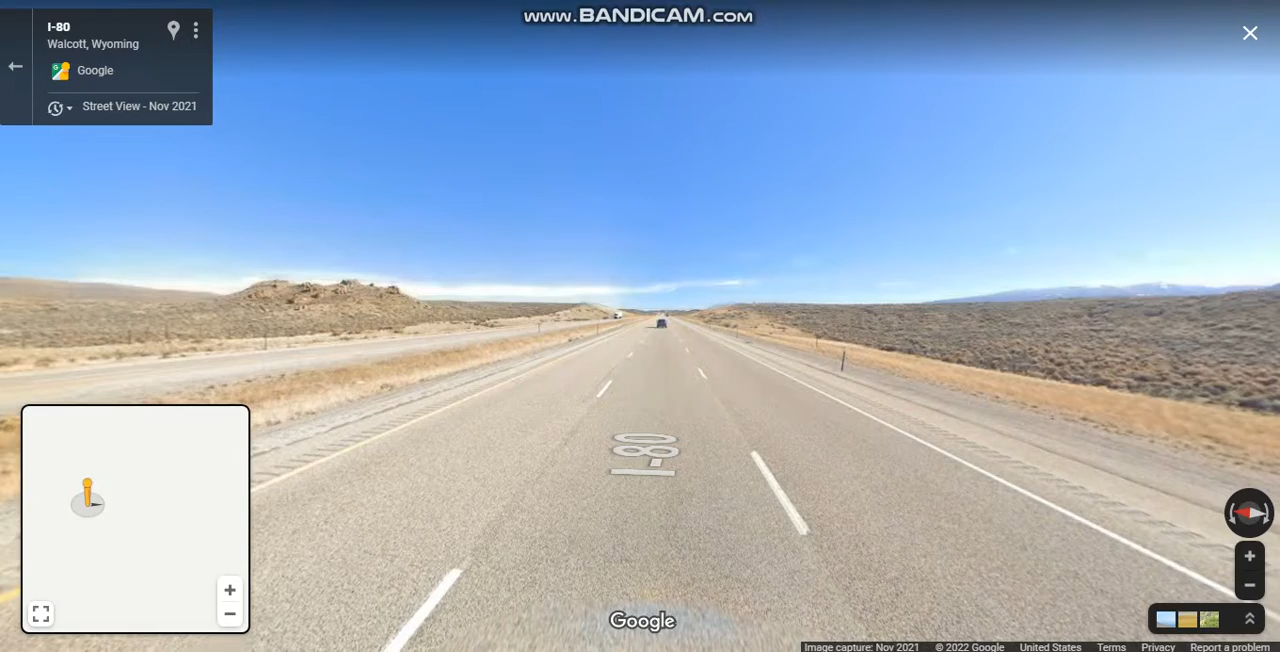 www.BANDICAM.com
I-80
Walcott, Wyoming
Google
Street View - Nov 2021
I-80
Google
Image capture: Nov 2021 © 2022 Google United States Terms Privacy Report a problem